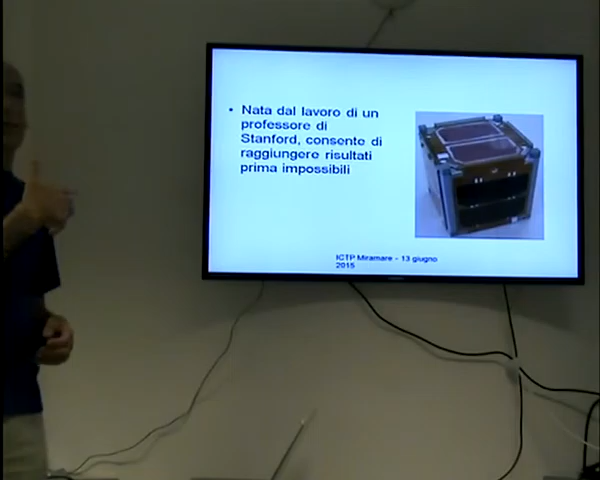 • Nata dal lavoro di un
professore di
Stanford, consente di
raggiungere risultati
prima impossibili
ICTP Miramare - 13 giugno
2015